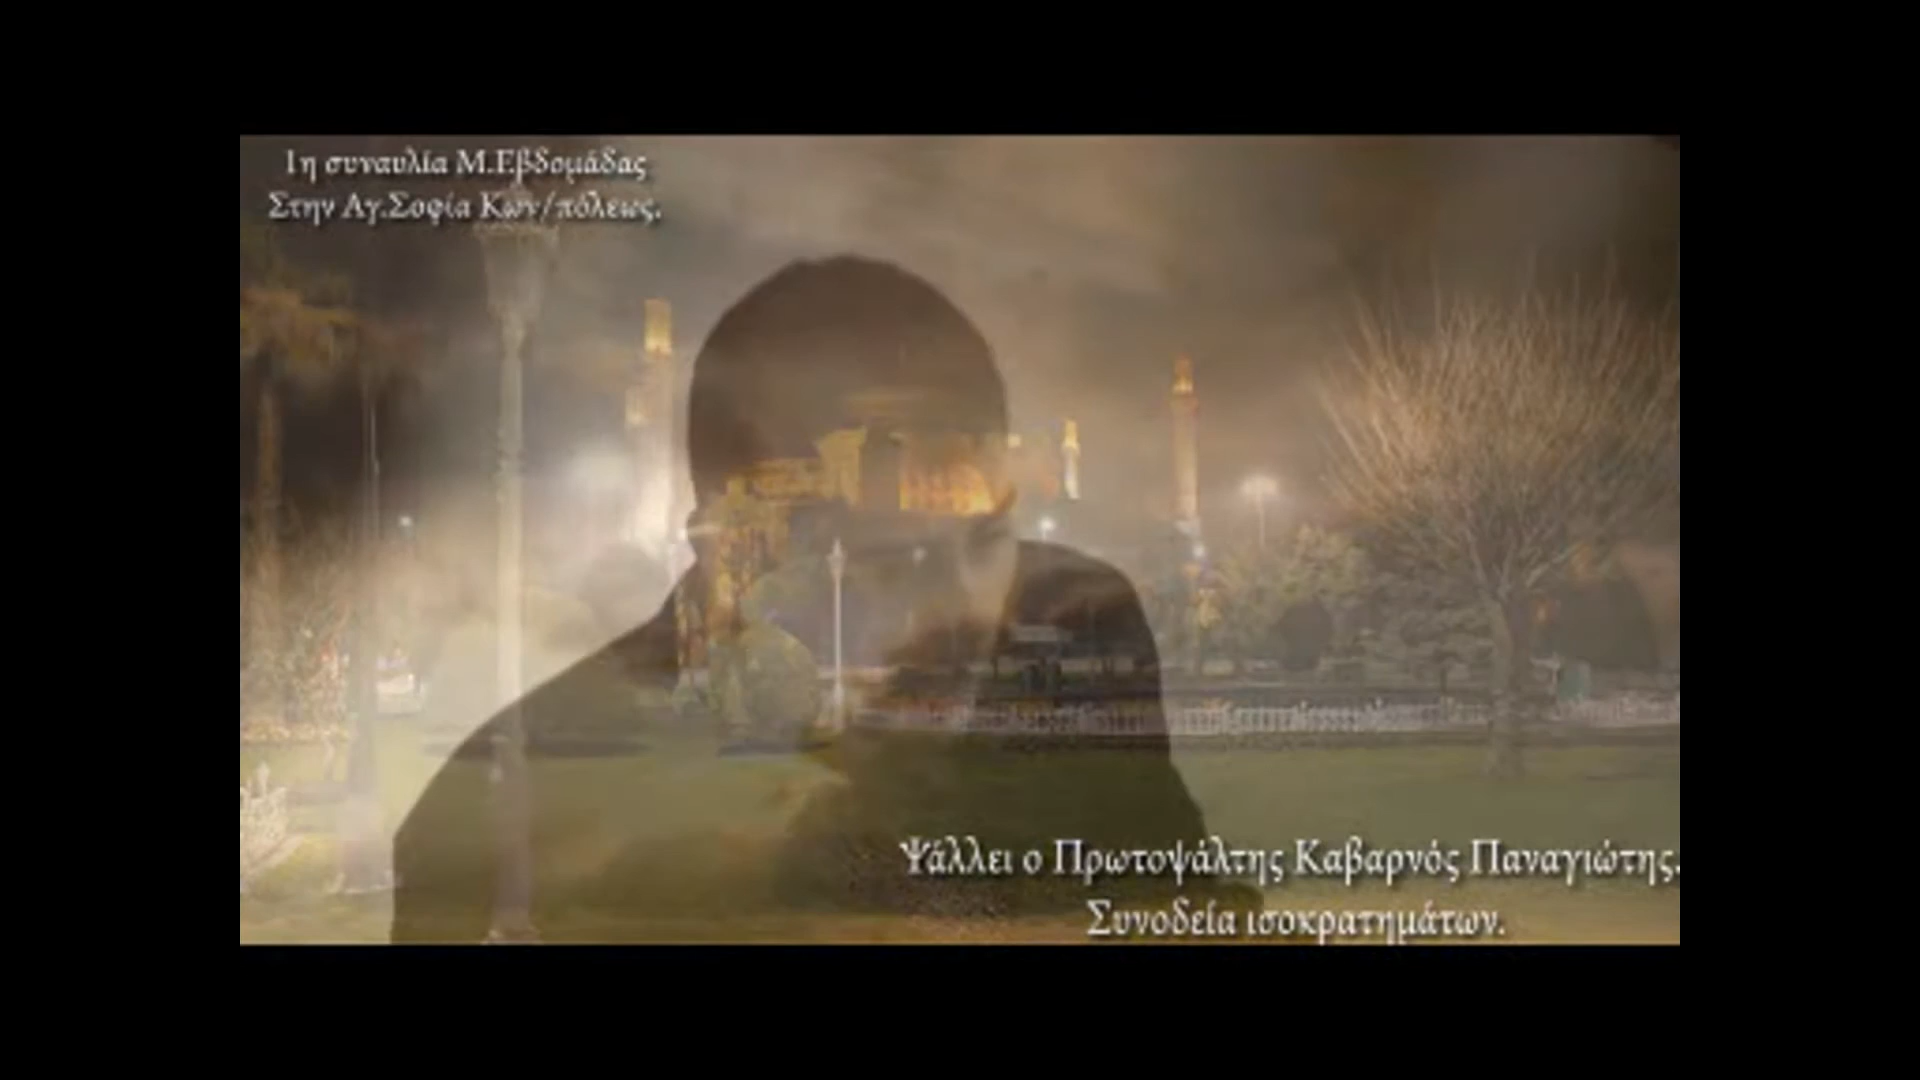 1η συναυλία Μ.Εβδομάδας
Στην Αγ.Σοφία Κων/πόλεως.
Ψάλλει ο Πρωτοψάλτης Καβαρνός Παναγιώτης.
Συνοδεία ισοκρατημάτων.